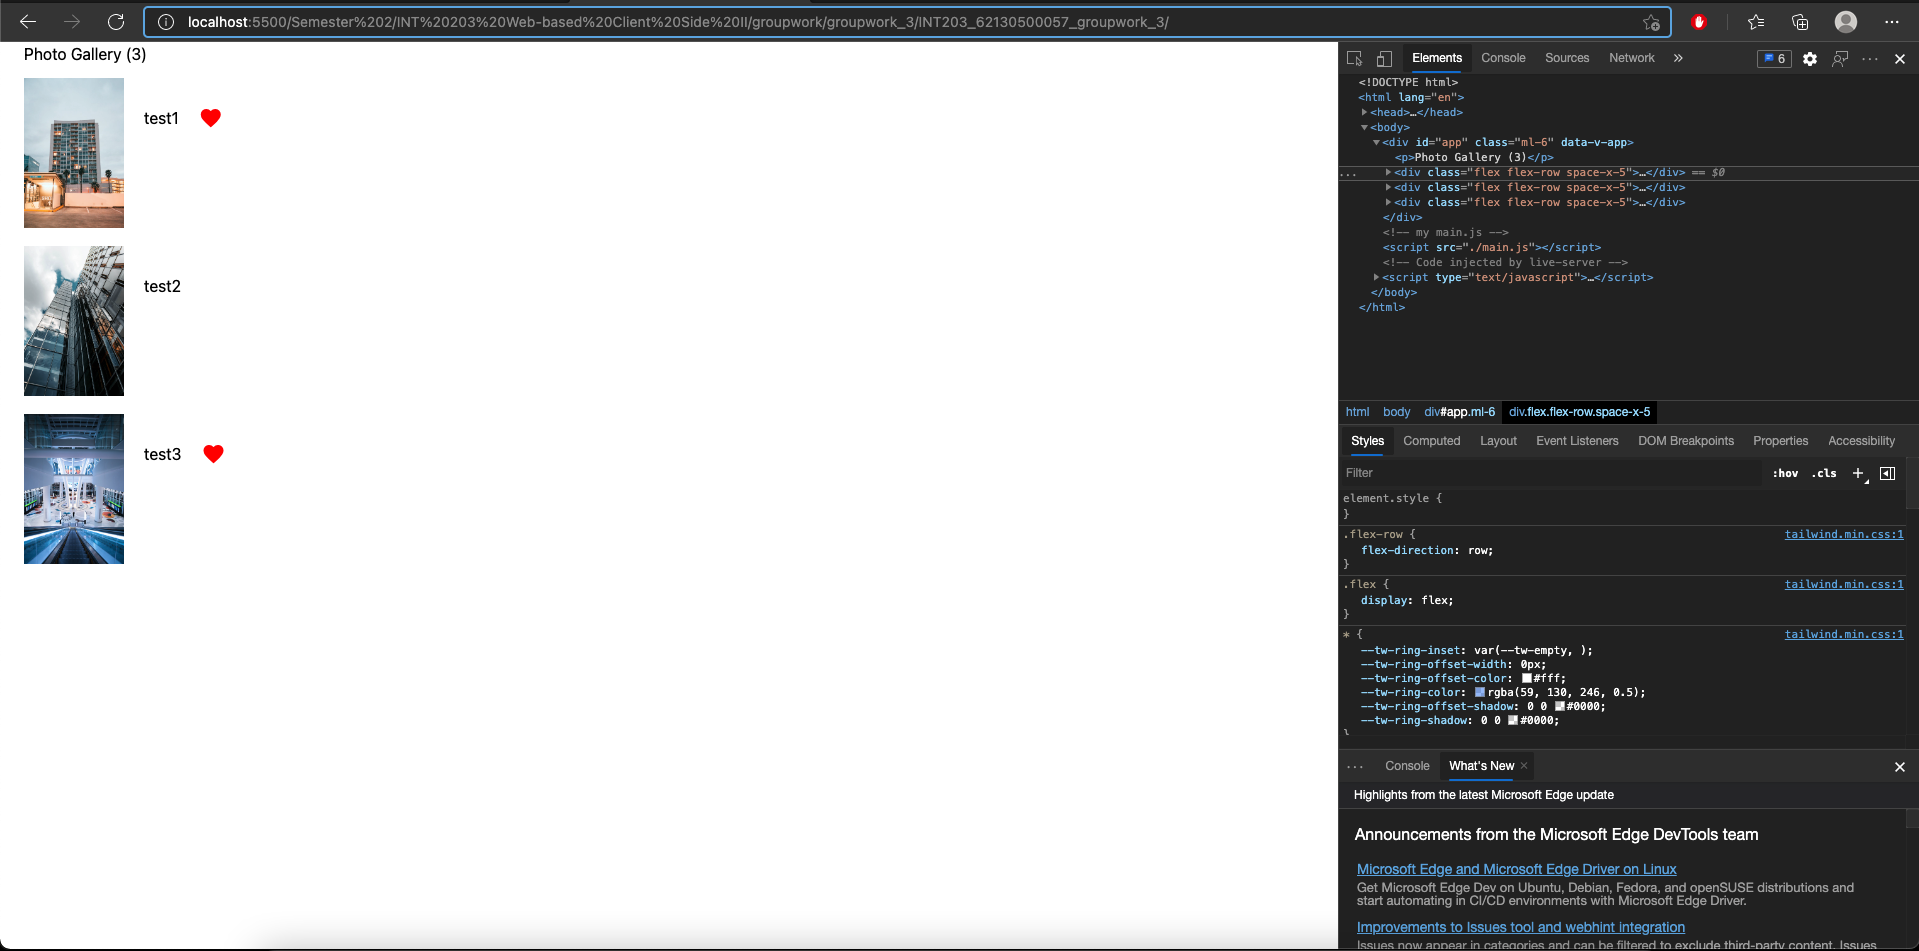 localhost:5500/Semester%202/INT%20203%20Web-based%20Client%20Side%20II/groupwork/groupwork_3/INT203_62130500057_groupwork_3/
Photo Gallery (3)
test1
test2
test3
Elements Console Sources Network » 6
<!DOCTYPE html>
<html lang="en">
<head>…</head>
<body>
<div id="app" class="ml-6" data-v-app>
<p>Photo Gallery (3)</p>
... <div class="flex flex-row space-x-5">…</div> == $0
<div class="flex flex-row space-x-5">…</div>
<div class="flex flex-row space-x-5">…</div>
</div>
<!-- my main.js -->
<script src="./main.js"></script>
<!-- Code injected by live-server -->
<script type="text/javascript">…</script>
</body>
</html>
html body div#app.ml-6 div.flex.flex-row.space-x-5
Styles Computed Layout Event Listeners DOM Breakpoints Properties Accessibility
Filter :hov .cls +
element.style {
}
.flex-row { tailwind.min.css:1
flex-direction: row;
}
.flex { tailwind.min.css:1
display: flex;
}
* { tailwind.min.css:1
--tw-ring-inset: var(--tw-empty, );
--tw-ring-offset-width: 0px;
--tw-ring-offset-color: #fff;
--tw-ring-color: rgba(59, 130, 246, 0.5);
--tw-ring-offset-shadow: 0 0 #0000;
--tw-ring-shadow: 0 0 #0000;
}
... Console What's New ×
Highlights from the latest Microsoft Edge update
Announcements from the Microsoft Edge DevTools team
Microsoft Edge and Microsoft Edge Driver on Linux
Get Microsoft Edge Dev on Ubuntu, Debian, Fedora, and openSUSE distributions and
start automating in CI/CD environments with Microsoft Edge Driver.
Improvements to Issues tool and webhint integration
Issues now appear in categories and can be filtered to exclude third-party content. Issues